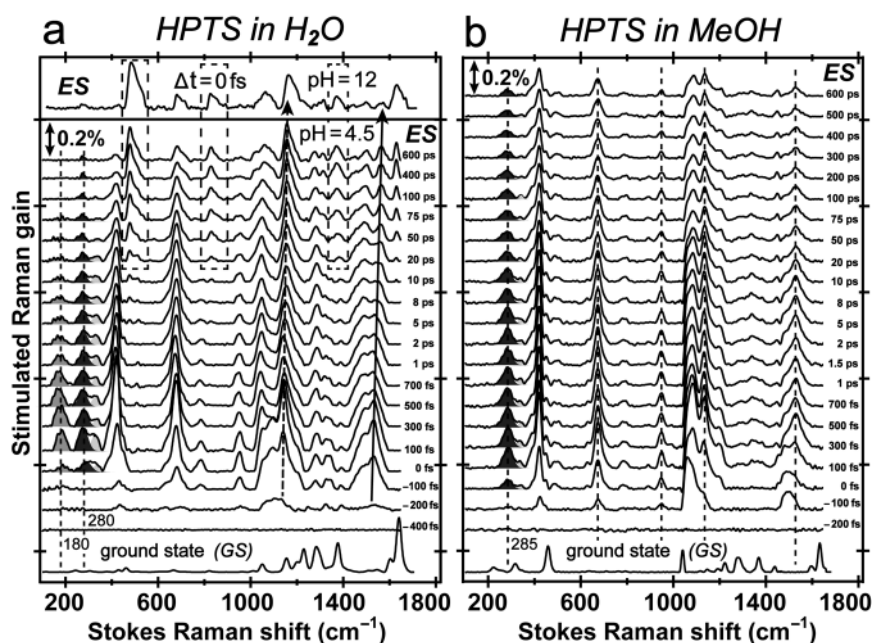 a HPTS in H₂O
ES
Δt=0 fs
pH=12
0.2%
pH=4.5
ES
600 ps
400 ps
100 ps
75 ps
50 ps
20 ps
10 ps
8 ps
5 ps
2 ps
1 ps
700 fs
500 fs
300 fs
100 fs
0 fs
−100 fs
−200 fs
−400 fs
280
180
ground state (GS)
200 600 1000 1400 1800
Stokes Raman shift (cm⁻¹)
Stimulated Raman gain
b HPTS in MeOH
0.2%
ES
600 ps
500 ps
400 ps
300 ps
200 ps
100 ps
75 ps
50 ps
20 ps
10 ps
8 ps
5 ps
2 ps
1.5 ps
1 ps
700 fs
500 fs
300 fs
100 fs
0 fs
−100 fs
−200 fs
285
ground state (GS)
200 600 1000 1400 1800
Stokes Raman shift (cm⁻¹)